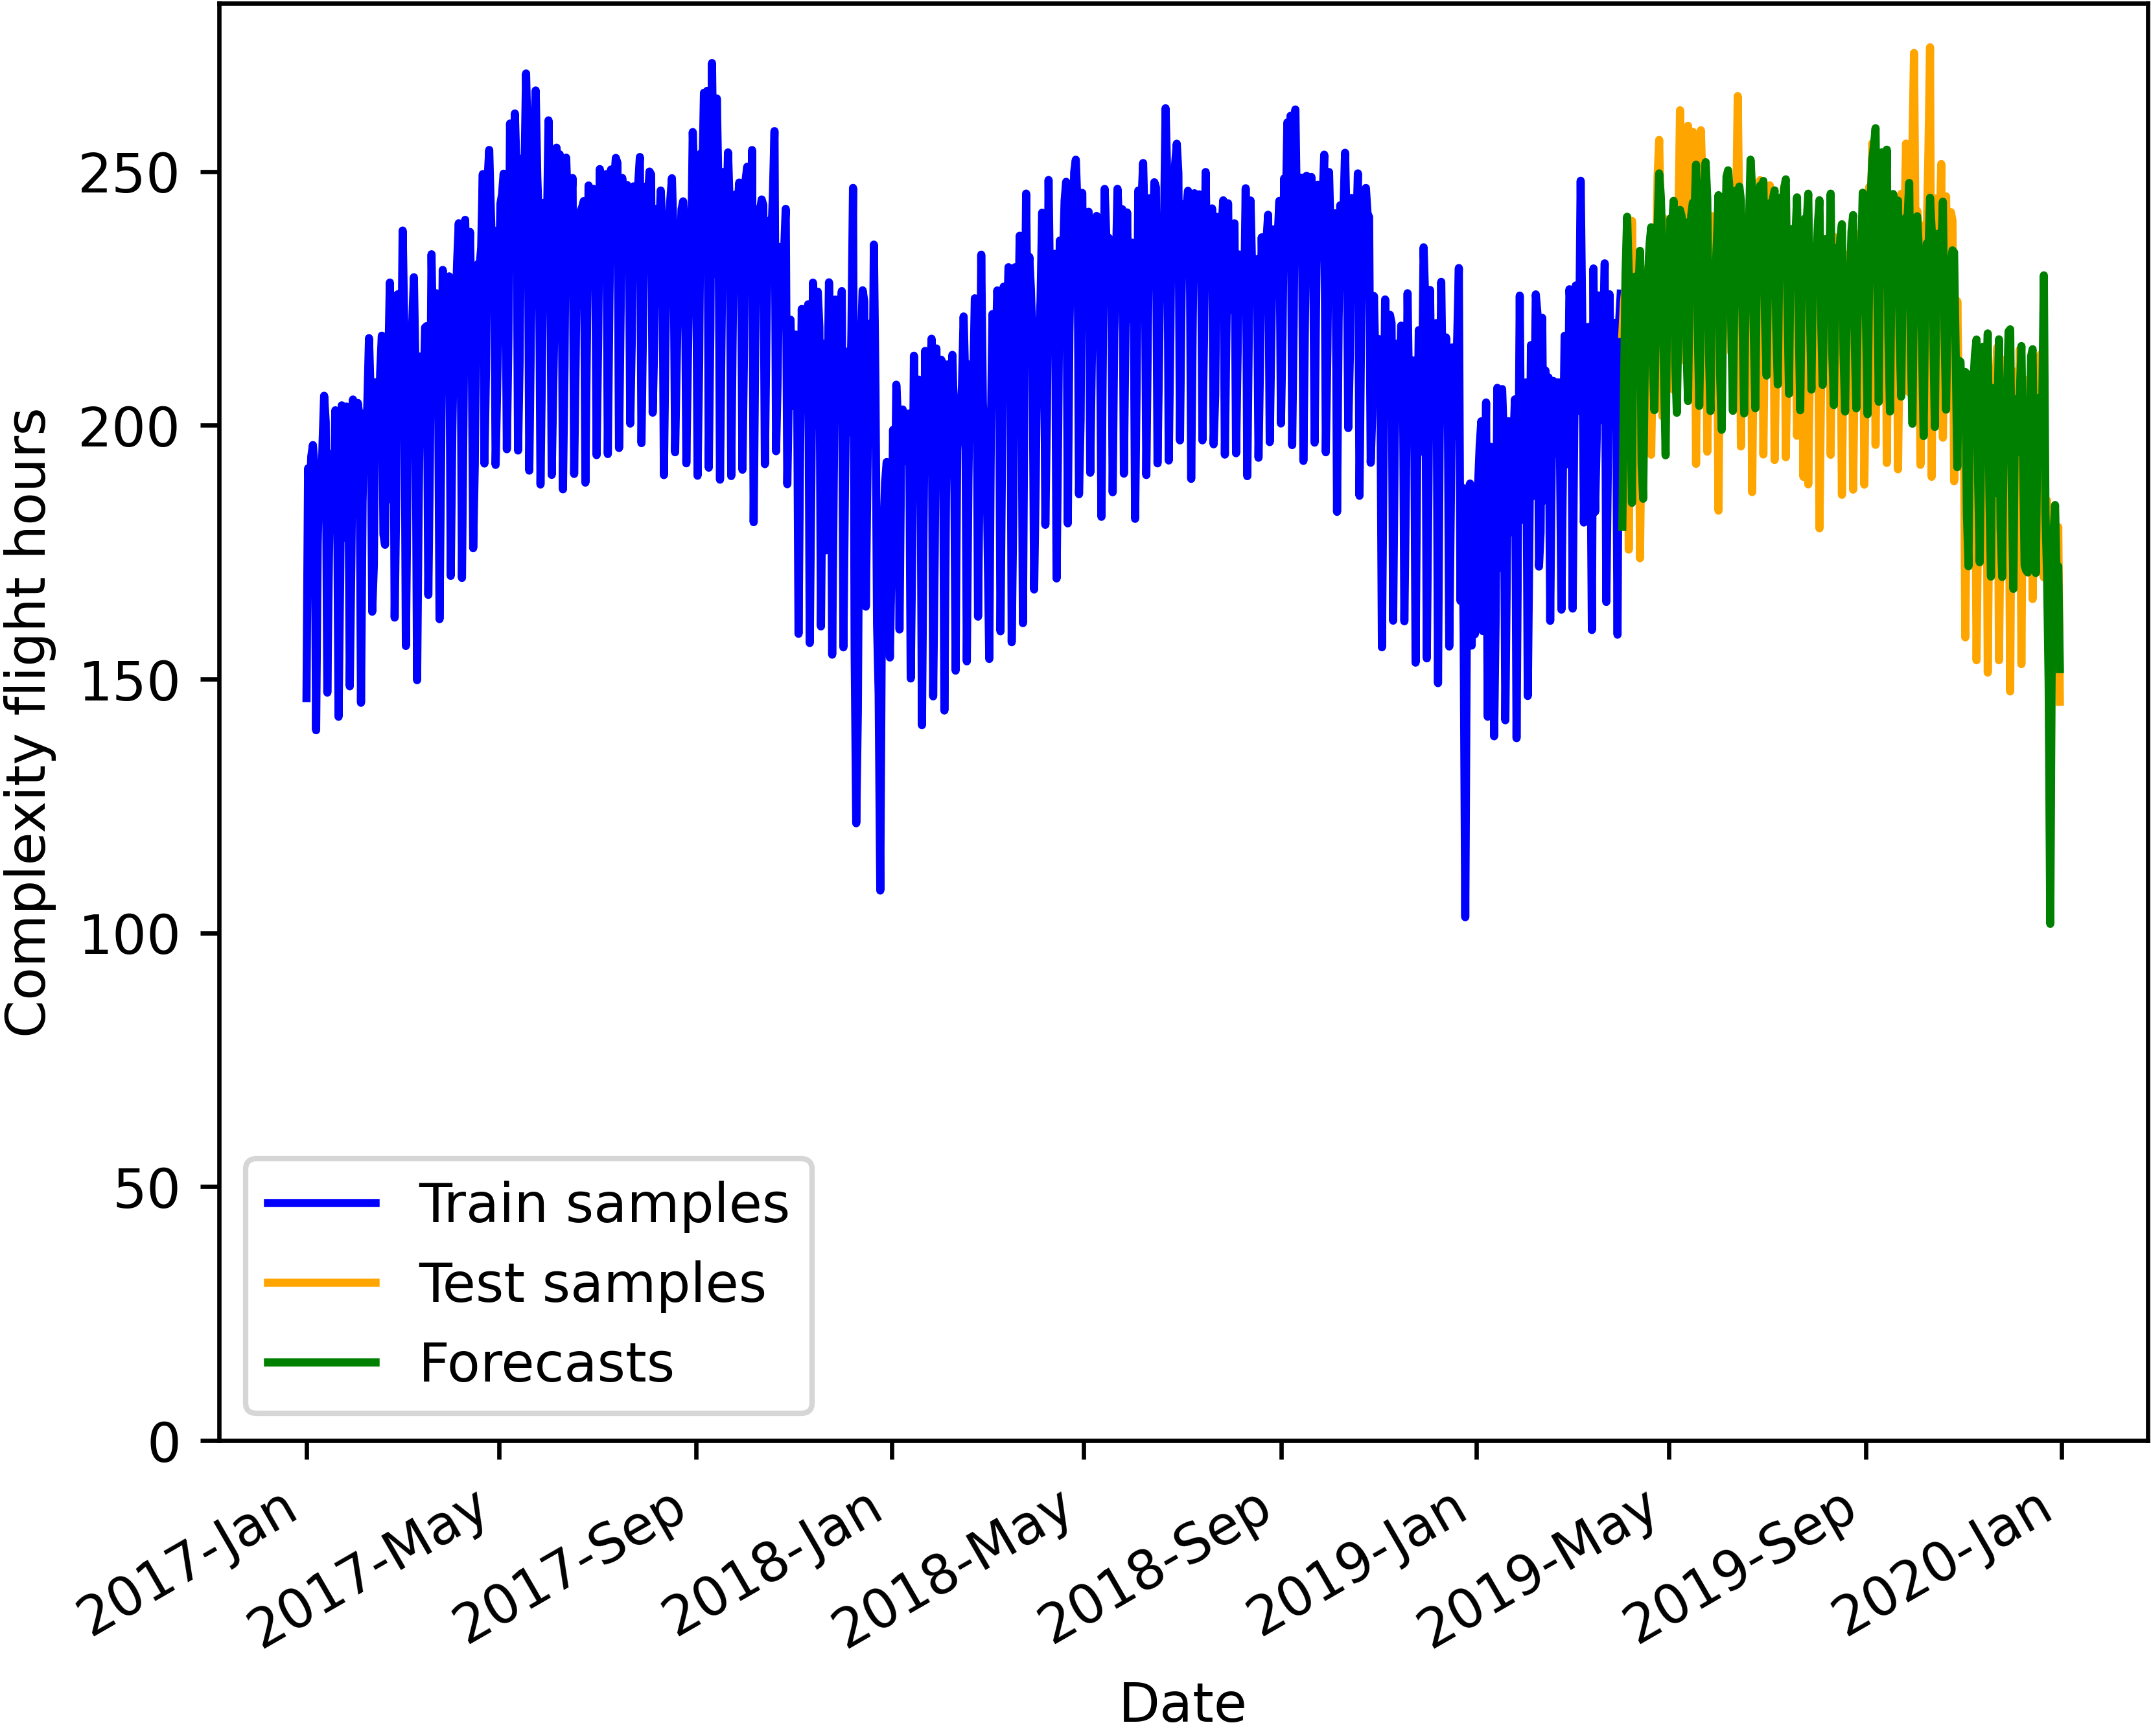 Complexity flight hours
250
200
150
100
50
0
Train samples
Test samples
Forecasts
2017-Jan
2017-May
2017-Sep
2018-Jan
2018-May
2018-Sep
2019-Jan
2019-May
2019-Sep
2020-Jan
Date